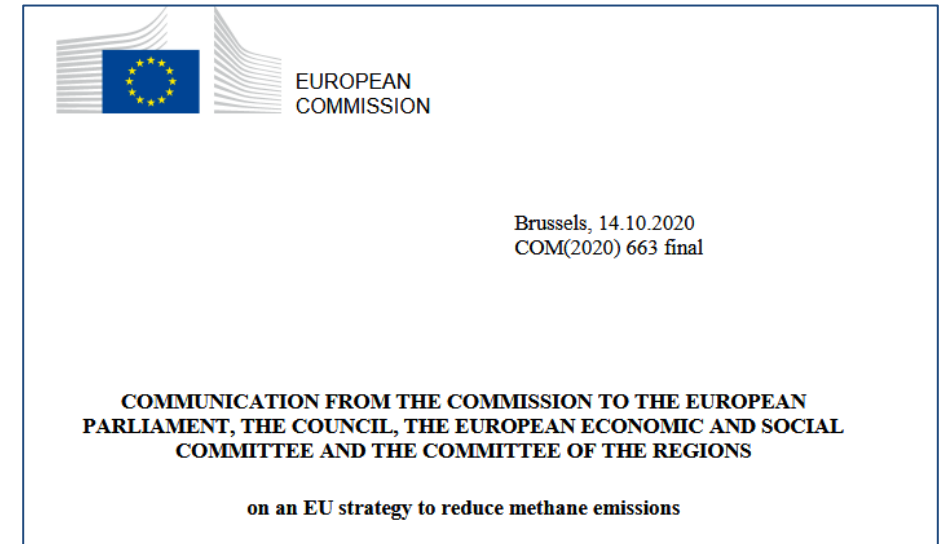 EUROPEAN
COMMISSION
Brussels, 14.10.2020
COM(2020) 663 final
COMMUNICATION FROM THE COMMISSION TO THE EUROPEAN
PARLIAMENT, THE COUNCIL, THE EUROPEAN ECONOMIC AND SOCIAL
COMMITTEE AND THE COMMITTEE OF THE REGIONS
on an EU strategy to reduce methane emissions